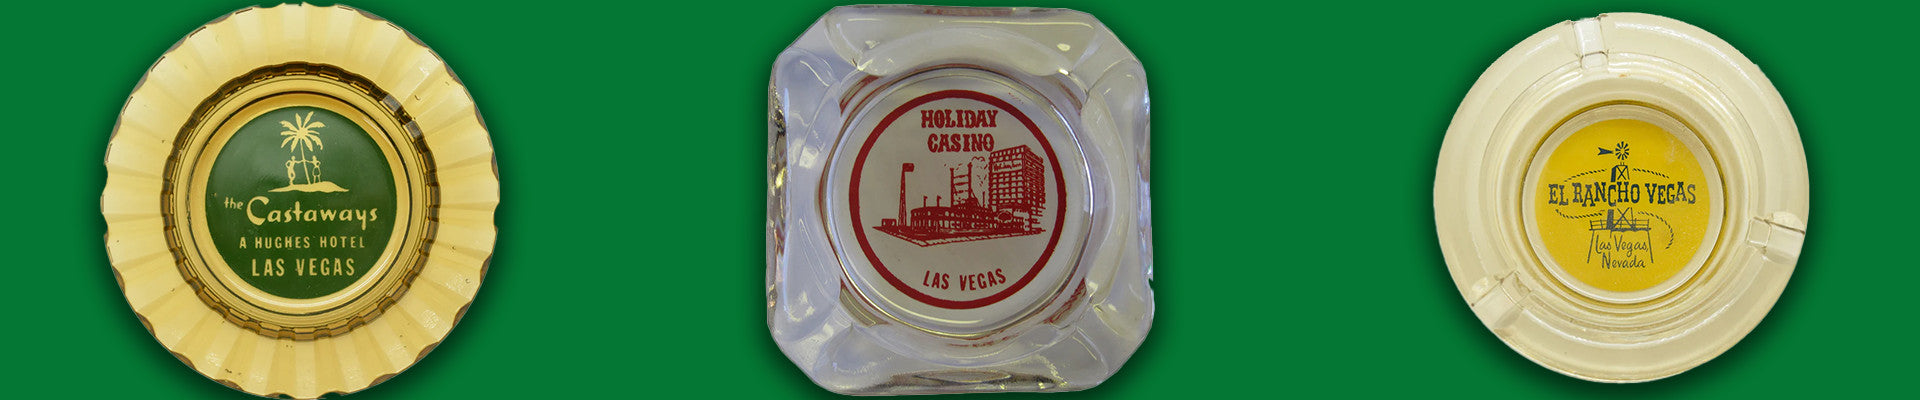 the Castaways
A HUGHES HOTEL
LAS VEGAS
HOLIDAY
CASINO
LAS VEGAS
EL RANCHO VEGAS
Las Vegas,
Nevada